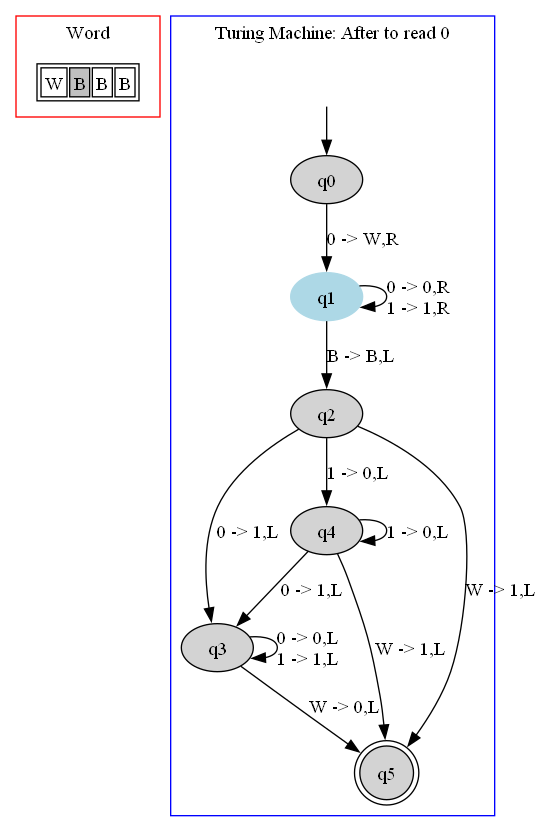 Word
W B B B
Turing Machine: After to read 0
q0
0 -> W,R
q1
0 -> 0,R
1 -> 1,R
B -> B,L
q2
0 -> 1,L
1 -> 0,L
q4
1 -> 0,L
0 -> 1,L
W -> 1,L
q3
0 -> 0,L
1 -> 1,L
W -> 1,L
W -> 0,L
q5